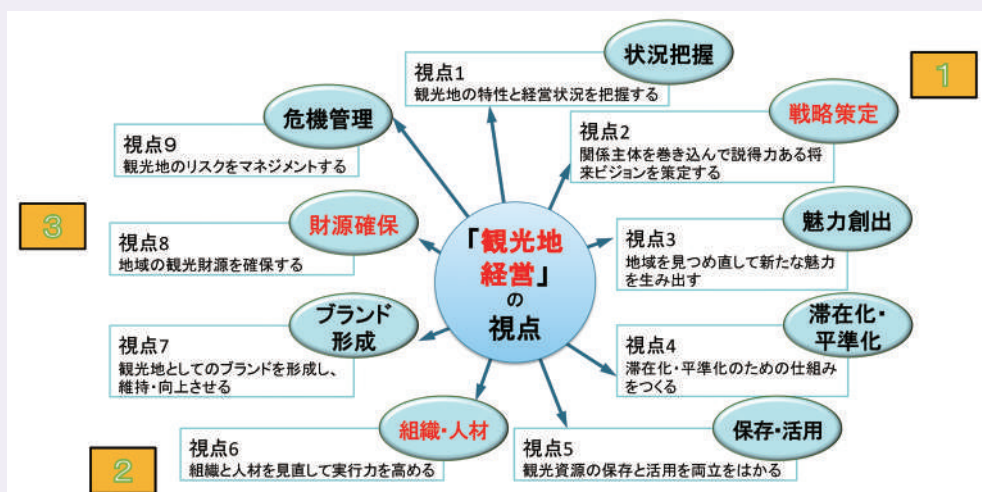 状況把握
視点1
観光地の特性と経営状況を把握する
1
戦略策定
視点2
関係主体を巻き込んで説得力ある将
来ビジョンを策定する
魅力創出
視点3
地域を見つめ直して新たな魅力
を生み出す
滞在化・
平準化
視点4
滞在化・平準化のための仕組み
をつくる
保存・活用
視点5
観光資源の保存と活用を両立をはかる
組織・人材
視点6
組織と人材を見直して実行力を高める
2
ブランド
形成
視点7
観光地としてのブランドを形成し、
維持・向上させる
財源確保
視点8
地域の観光財源を確保する
3
危機管理
視点9
観光地のリスクをマネジメントする
「観光地
経営」
の
視点